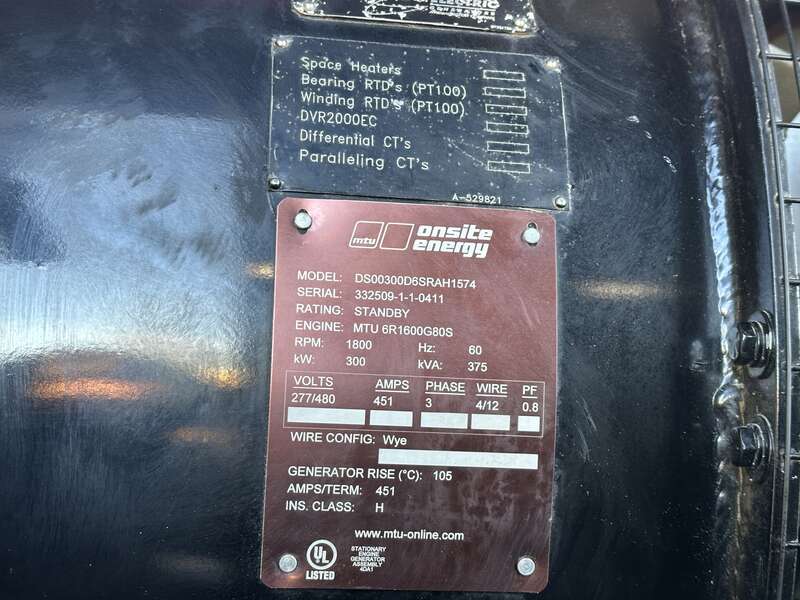 ELECTRIC
Space Heaters
Bearing RTD's (PT100)
Winding RTD's (PT100)
DVR2000EC
Differential CT's
Paralleling CT's
A-529821
mtu onsite energy
MODEL: DS00300D6SRAH1574
SERIAL: 332509-1-1-0411
RATING: STANDBY
ENGINE: MTU 6R1600G80S
RPM: 1800 Hz: 60
kW: 300 kVA: 375
VOLTS AMPS PHASE WIRE PF
277/480 451 3 4/12 0.8
WIRE CONFIG: Wye
GENERATOR RISE (°C): 105
AMPS/TERM: 451
INS. CLASS: H
www.mtu-online.com
UL
LISTED
STATIONARY
ENGINE
GENERATOR
ASSEMBLY
4DA1